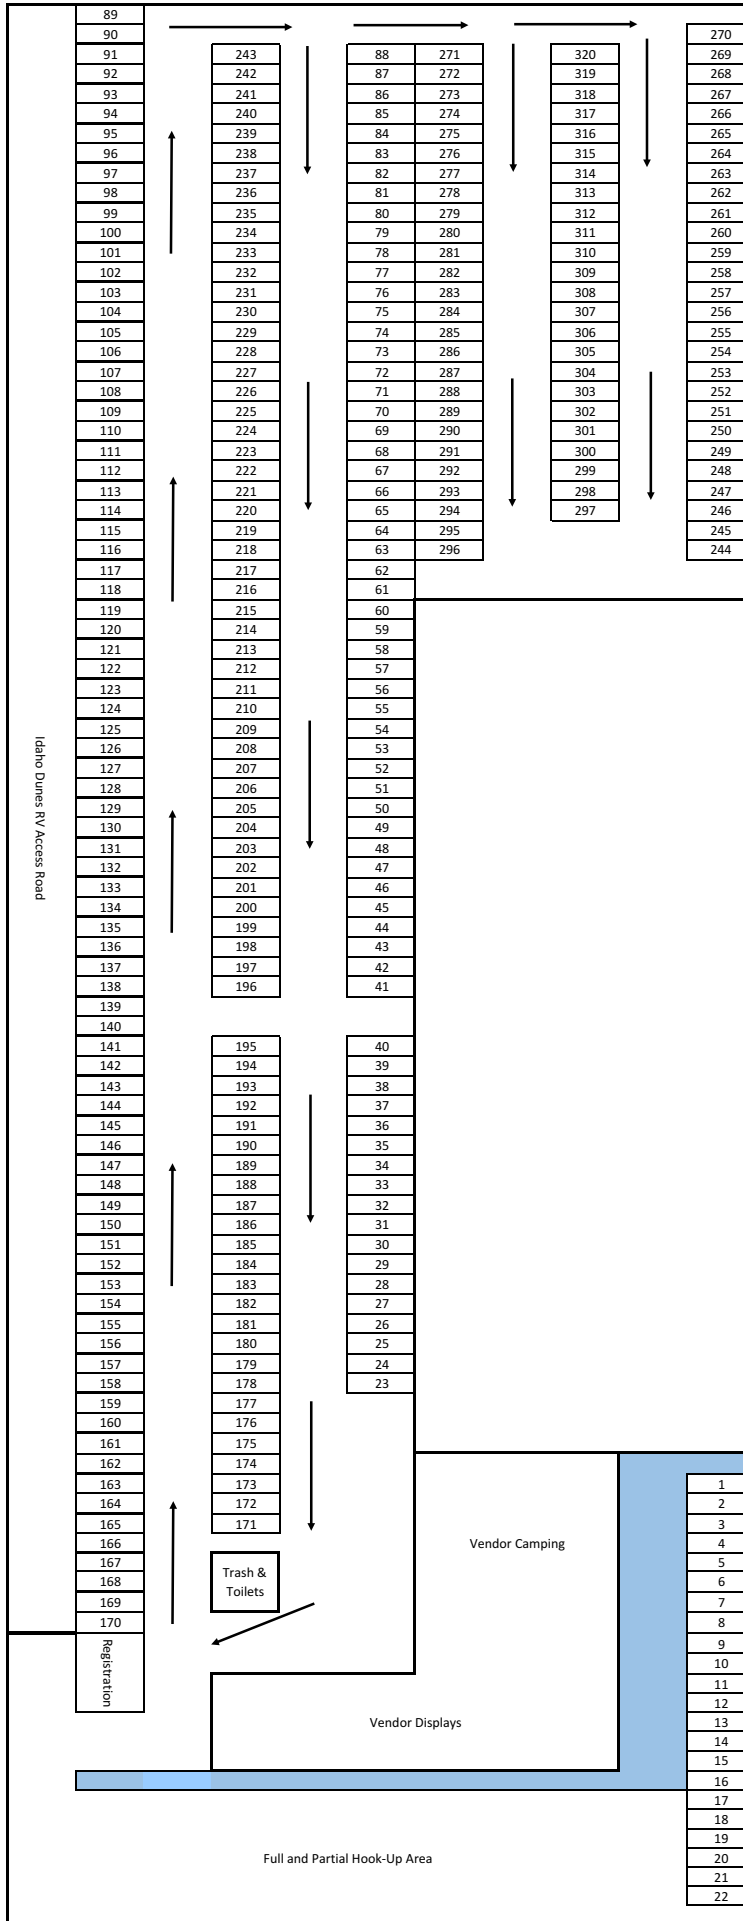 89
90 270
91 243 88 271 320 269
92 242 87 272 319 268
93 241 86 273 318 267
94 240 85 274 317 266
95 239 84 275 316 265
96 238 83 276 315 264
97 237 82 277 314 263
98 236 81 278 313 262
99 235 80 279 312 261
100 234 79 280 311 260
101 233 78 281 310 259
102 232 77 282 309 258
103 231 76 283 308 257
104 230 75 284 307 256
105 229 74 285 306 255
106 228 73 286 305 254
107 227 72 287 304 253
108 226 71 288 303 252
109 225 70 289 302 251
110 224 69 290 301 250
111 223 68 291 300 249
112 222 67 292 299 248
113 221 66 293 298 247
114 220 65 294 297 246
115 219 64 295 245
116 218 63 296 244
117 217 62
118 216 61
119 215 60
120 214 59
121 213 58
122 212 57
123 211 56
124 210 55
125 209 54
126 208 53
127 207 52
128 206 51
129 205 50
130 204 49
131 203 48
132 202 47
133 201 46
134 200 45
135 199 44
136 198 43
137 197 42
138 196 41
139
140
141 195 40
142 194 39
143 193 38
144 192 37
145 191 36
146 190 35
147 189 34
148 188 33
149 187 32
150 186 31
151 185 30
152 184 29
153 183 28
154 182 27
155 181 26
156 180 25
157 179 24
158 178 23
159 177
160 176
161 175
162 174
163 173 1
164 172 2
165 171 3
166 Vendor Camping 4
167 5
168 6
169 7
170 8
Idaho Dunes RV Access Road
Trash &
Toilets
Registration
9
10
11
12
Vendor Displays 13
14
15
16
17
18
19
Full and Partial Hook-Up Area 20
21
22